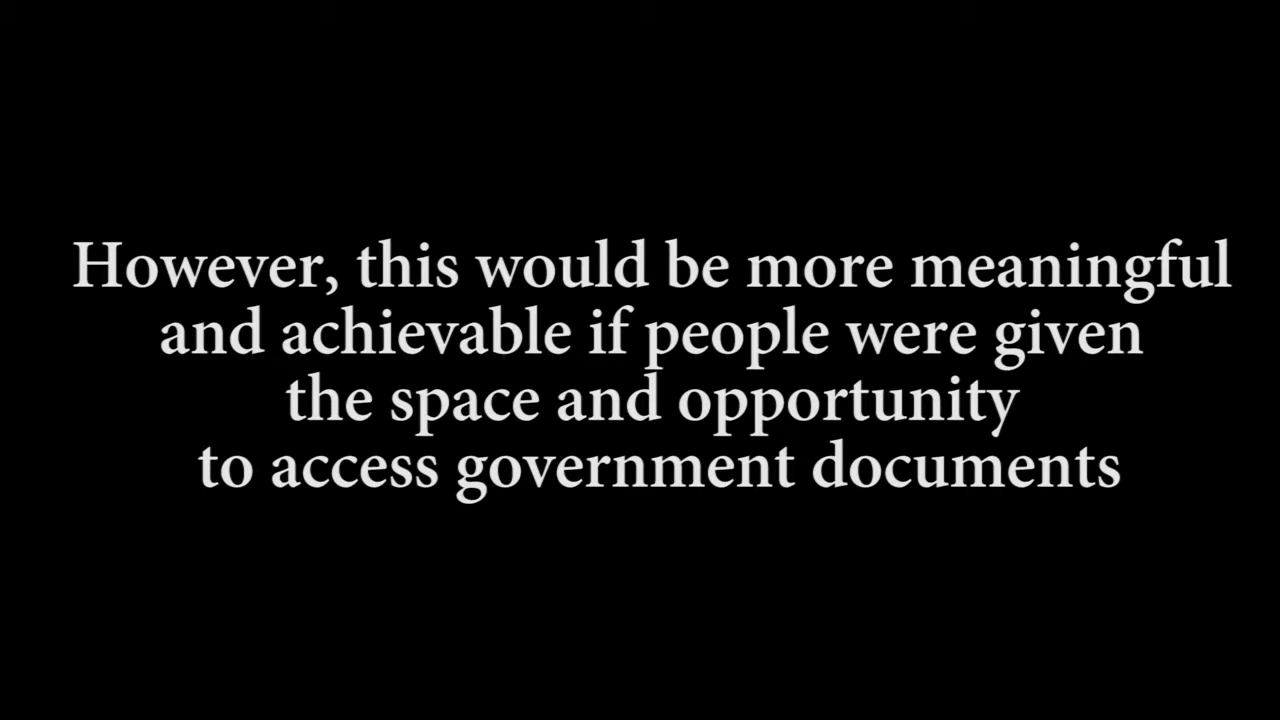 However, this would be more meaningful
and achievable if people were given
the space and opportunity
to access government documents